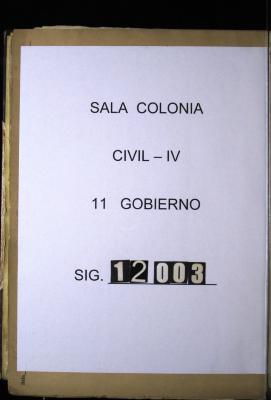 SALA COLONIA
CIVIL – IV
11 GOBIERNO
SIG. 12003